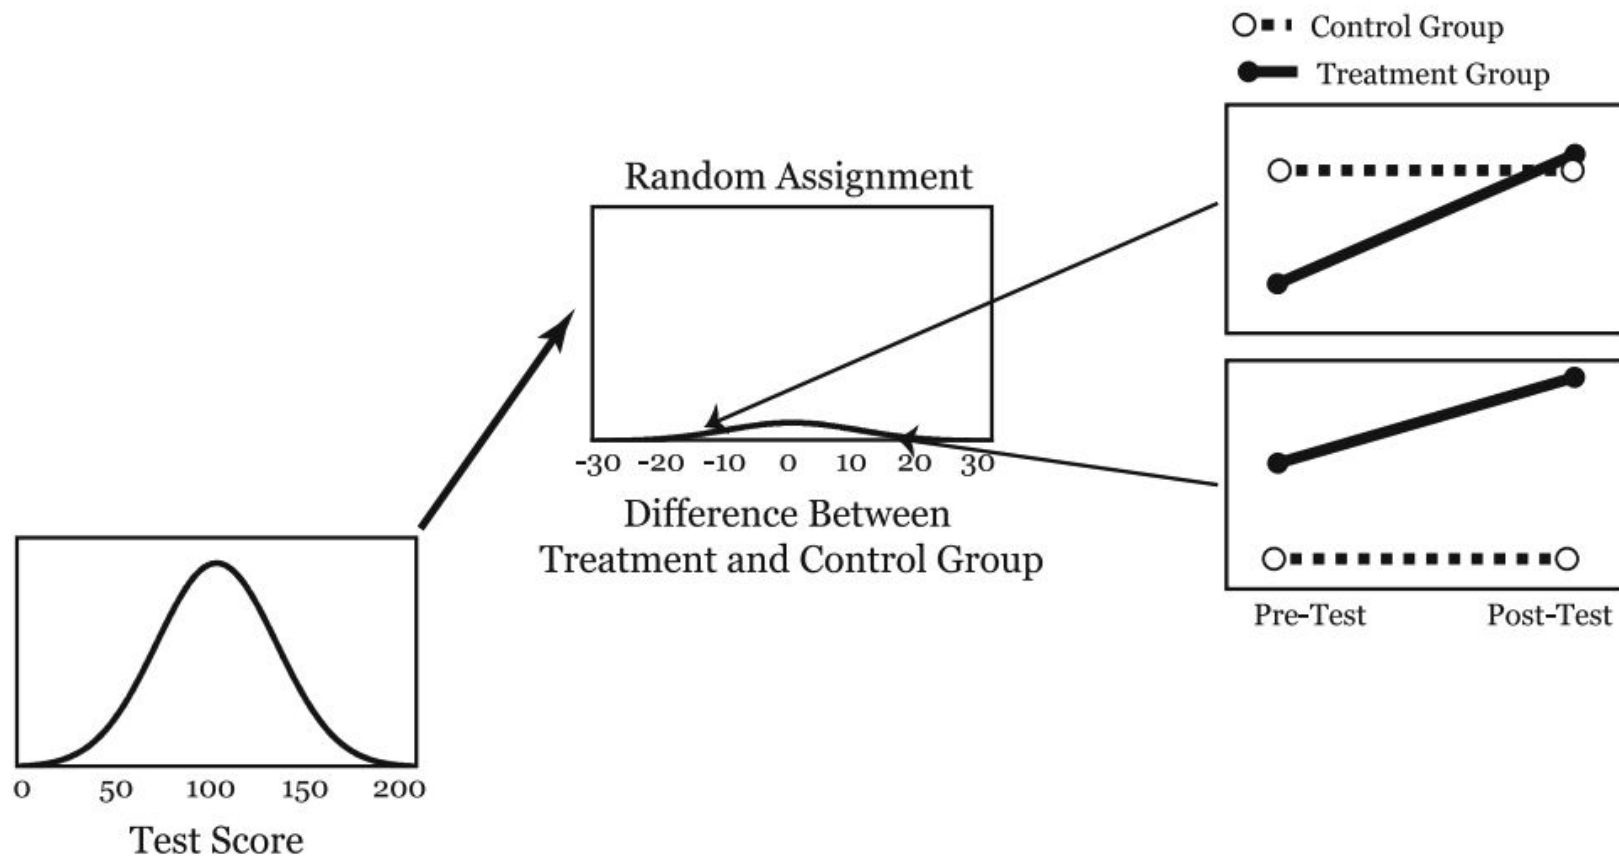 Control Group
Treatment Group
Random Assignment
-30 -20 -10 0 10 20 30
Difference Between
Treatment and Control Group
Pre-Test Post-Test
0 50 100 150 200
Test Score